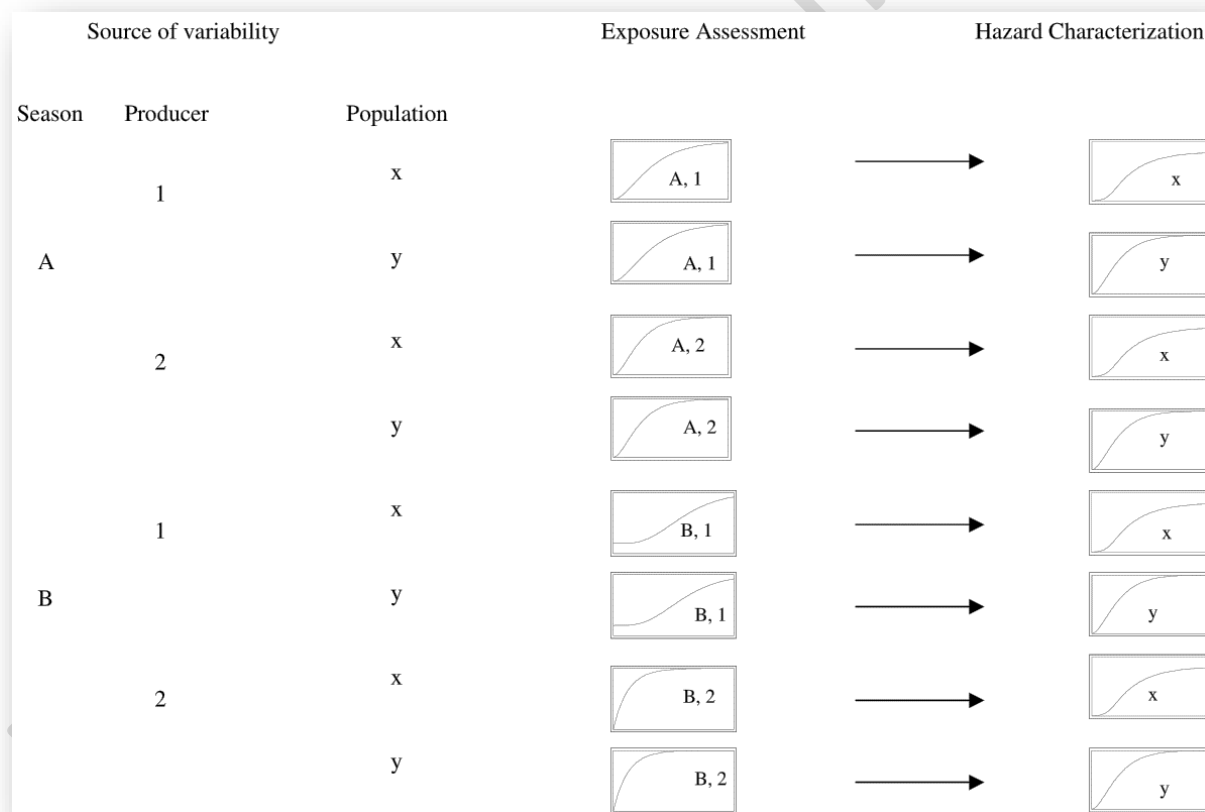 Source of variability Exposure Assessment Hazard Characterization
Season Producer Population
x A, 1 x
1
A y A, 1 y
x A, 2 x
2
y A, 2 y
x B, 1 x
1
B y B, 1 y
x B, 2 x
2
y B, 2 y